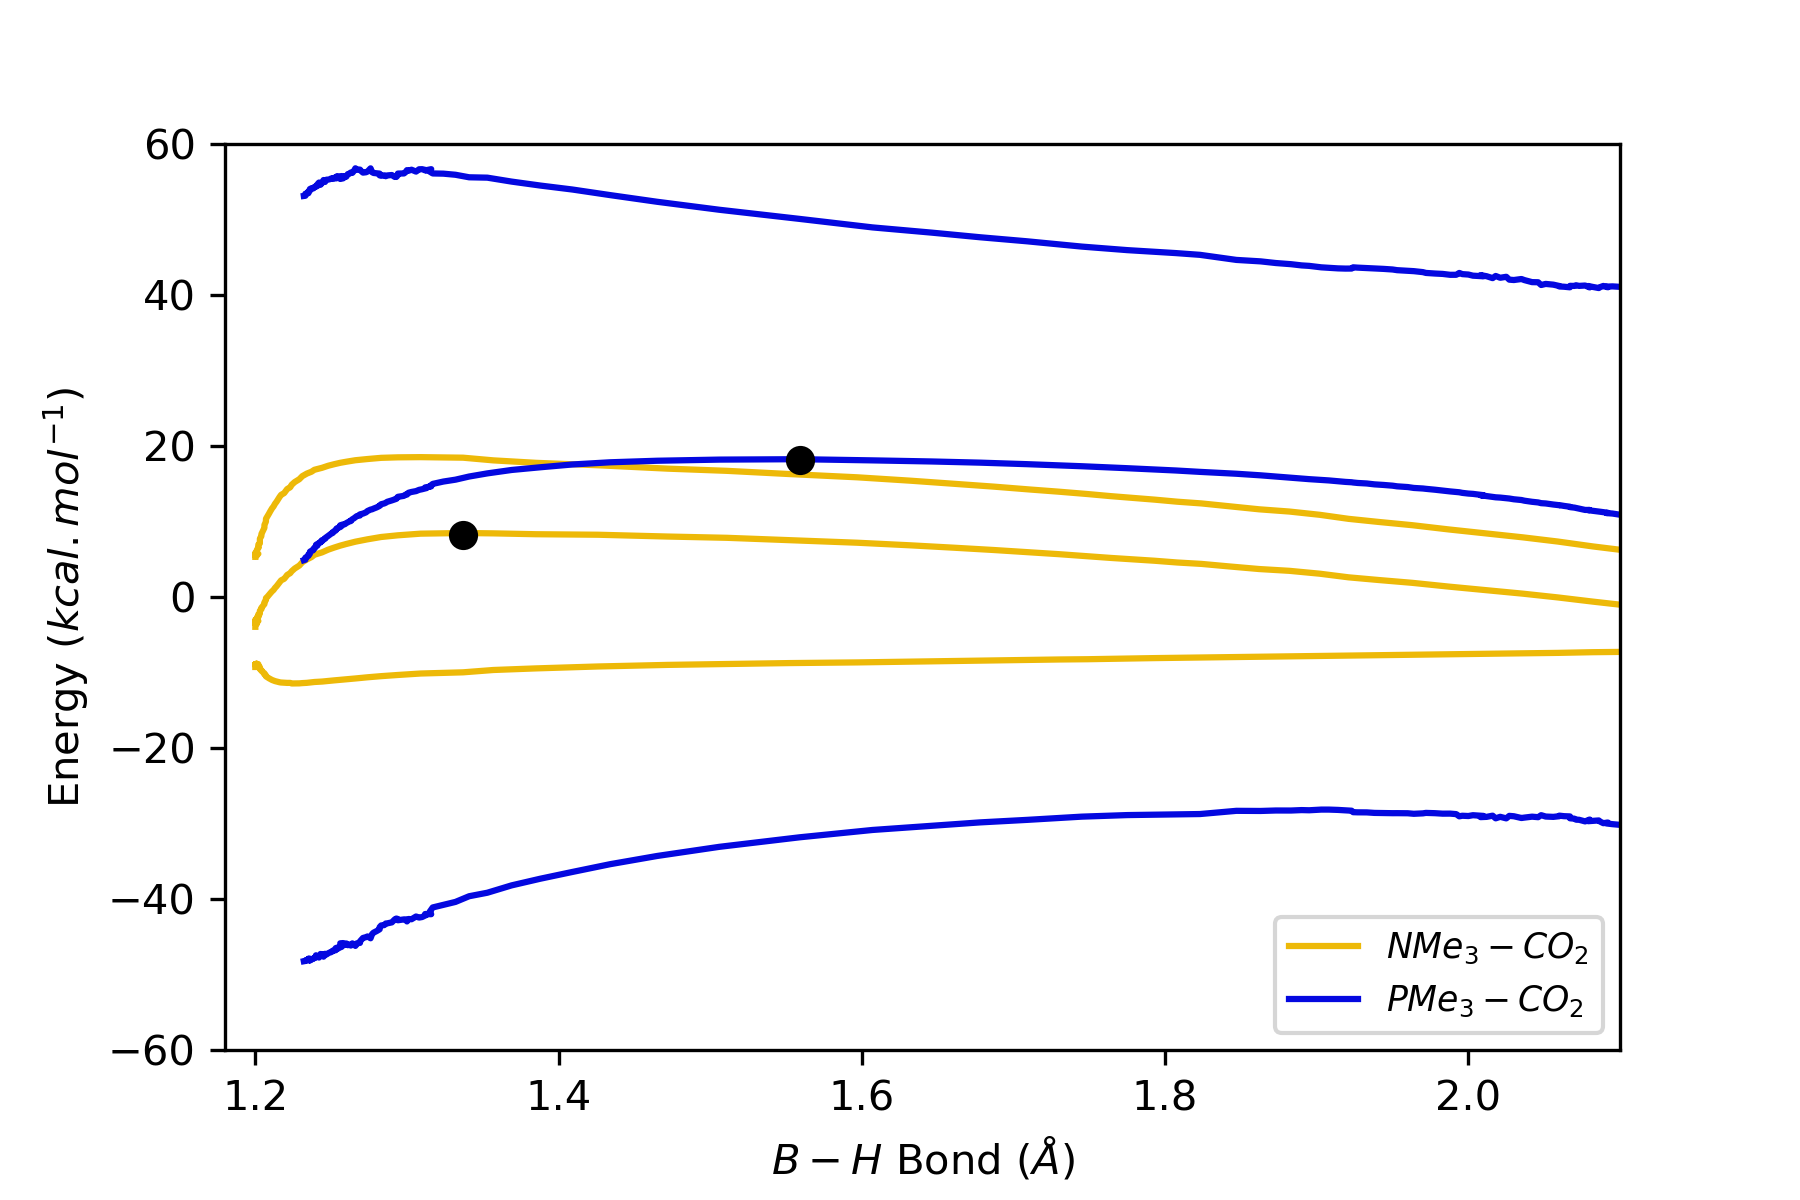 60
40
20
0
−20
−40
−60
Energy (kcal.mol⁻¹)
1.2 1.4 1.6 1.8 2.0
B − H Bond (Å)
NMe₃ − CO₂
PMe₃ − CO₂